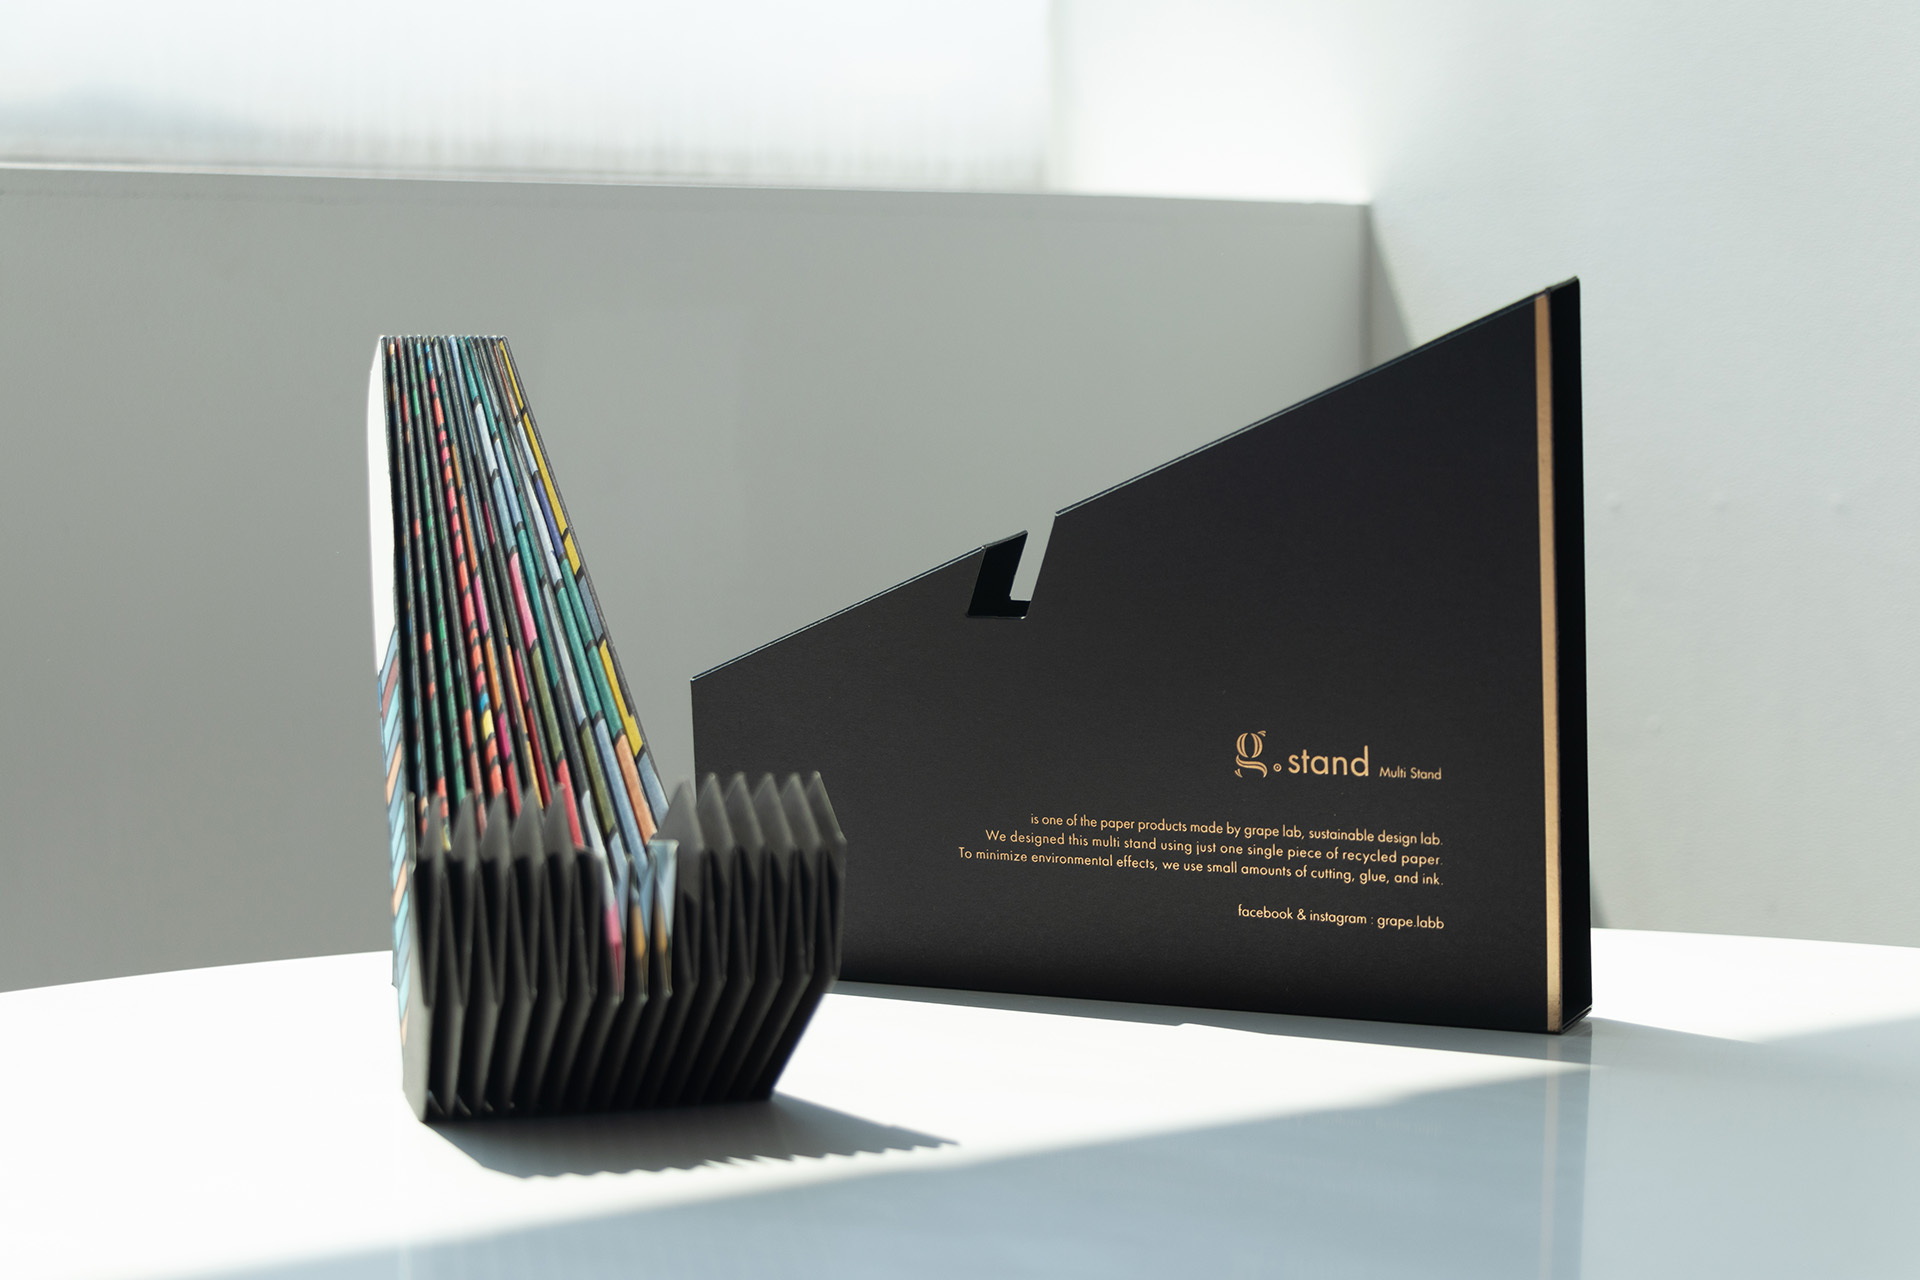 g. stand Multi Stand
is one of the paper products made by grape lab, sustainable design lab.
We designed this multi stand using just one single piece of recycled paper.
To minimize environmental effects, we use small amounts of cutting, glue, and ink.
facebook & instagram : grape.labb